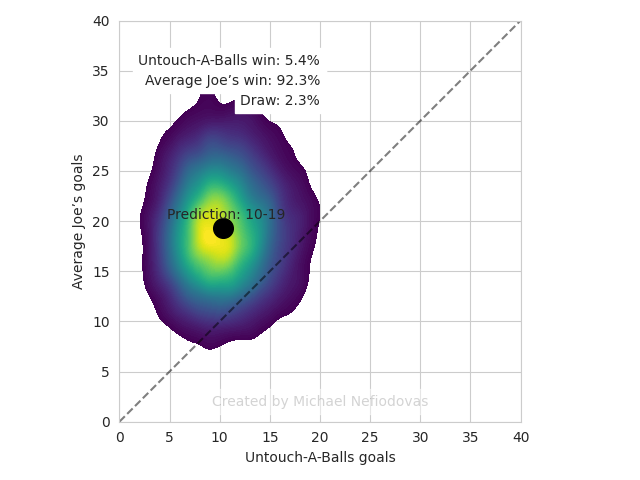 40
35
30
25
20
15
10
5
0
Average Joe’s goals
Untouch-A-Balls win: 5.4%
Average Joe’s win: 92.3%
Draw: 2.3%
Prediction: 10-19
Created by Michael Nefiodovas
0 5 10 15 20 25 30 35 40
Untouch-A-Balls goals